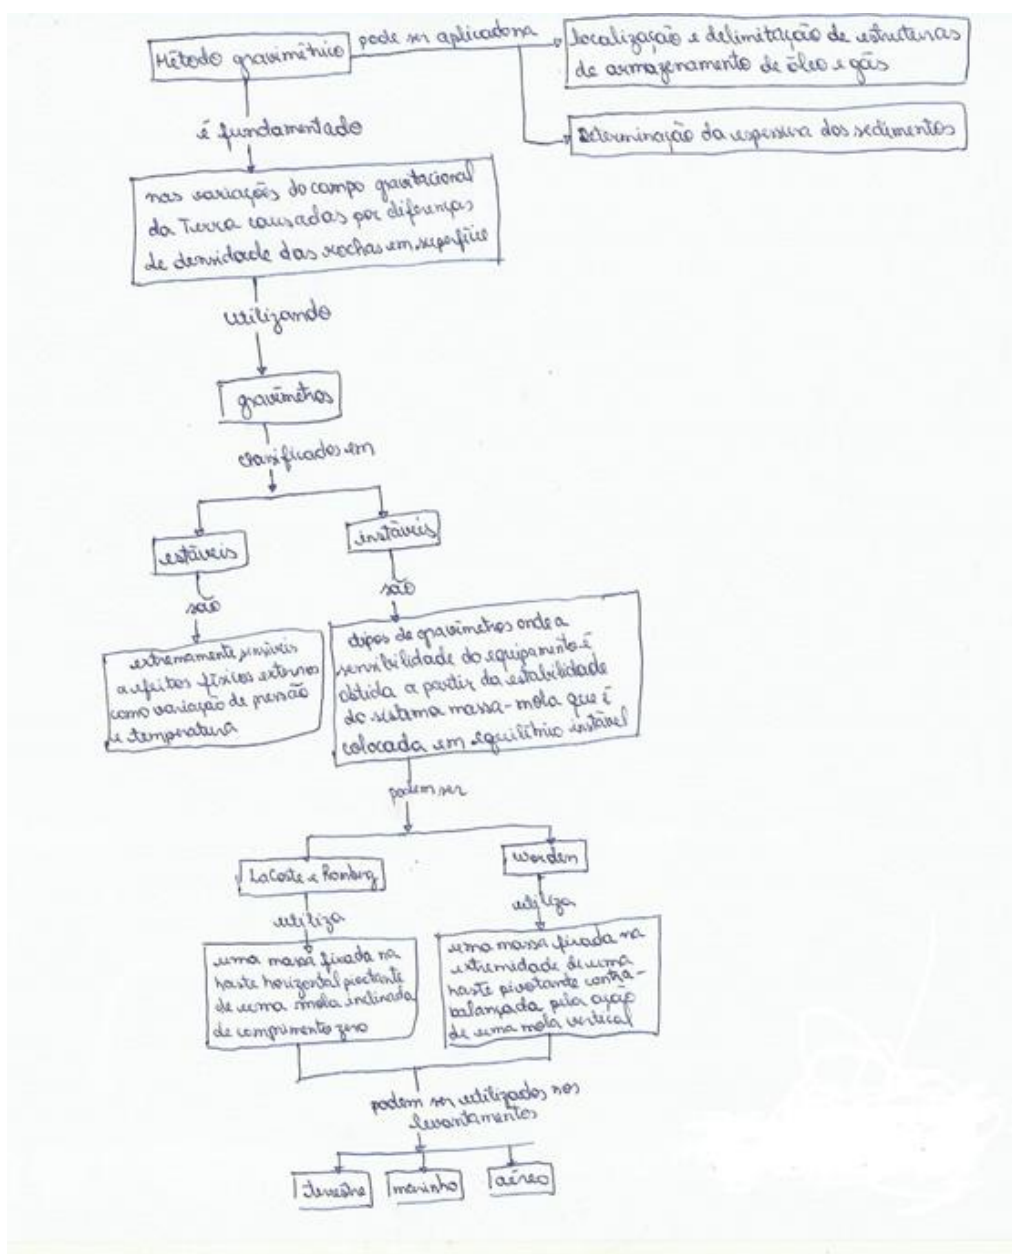 Método gravimétrico
pode ser aplicado na
localização e delimitação de estruturas
de armazenamento de óleo e gás
Determinação da espessura dos sedimentos
é fundamentado
nas variações do campo gravitacional
da Terra causadas por diferenças
de densidade das rochas em superfície
utilizando
gravímetros
classificados em
estáveis
instáveis
são
são
extremamente sensíveis
a efeitos físicos externos
como variação de pressão
e temperatura
tipos de gravímetros onde a
sensibilidade do equipamento é
obtida a partir da estabilidade
do sistema massa-mola que é
colocada em equilíbrio instável
podem ser
LaCoste e Romberg
Worden
utiliza
utiliza
uma massa fixada na
haste horizontal
de uma mola inclinada
de comprimento zero
uma massa fixada na
extremidade de uma
haste pivotante contra-
balançada pela ação
de uma mola vertical
podem ser utilizados nos
levantamentos
terrestre
marinho
aéreo